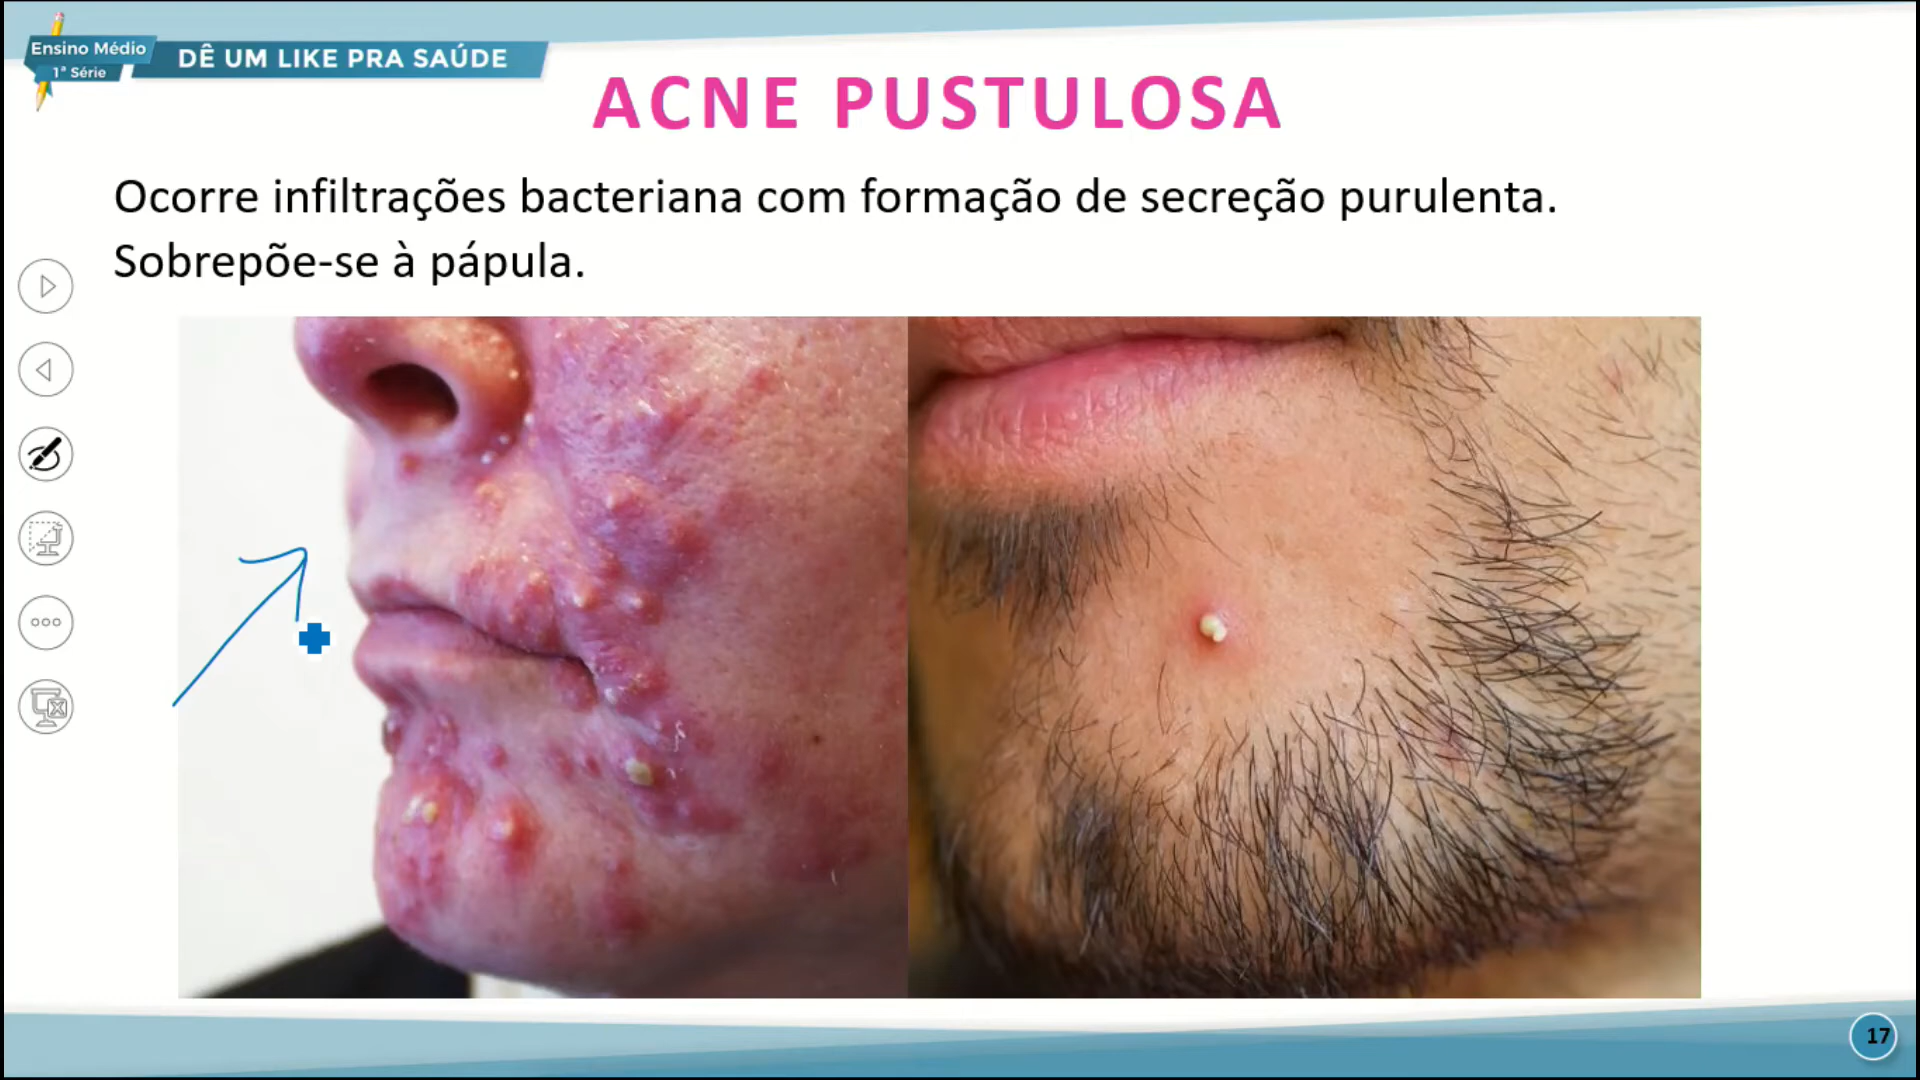 Ensino Médio
1ª Série
DÊ UM LIKE PRA SAÚDE
ACNE PUSTULOSA
Ocorre infiltrações bacteriana com formação de secreção purulenta.
Sobrepõe-se à pápula.
17